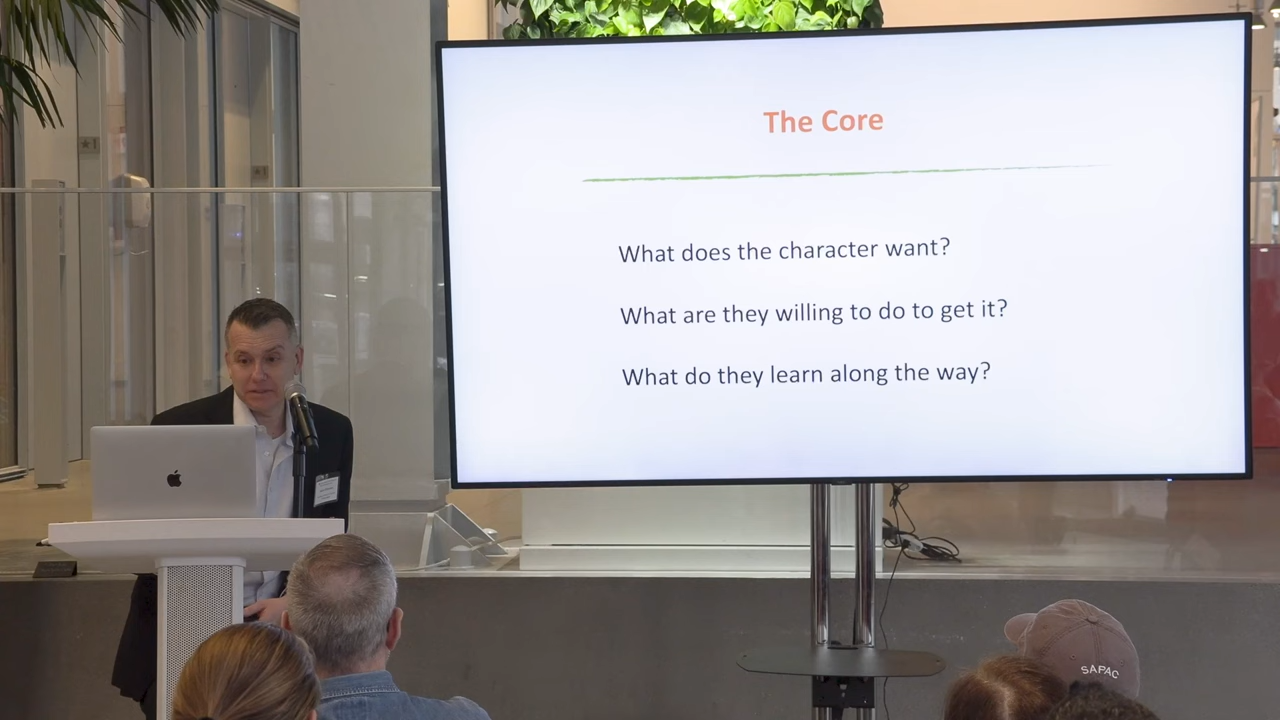 The Core
What does the character want?
What are they willing to do to get it?
What do they learn along the way?
SAPAC